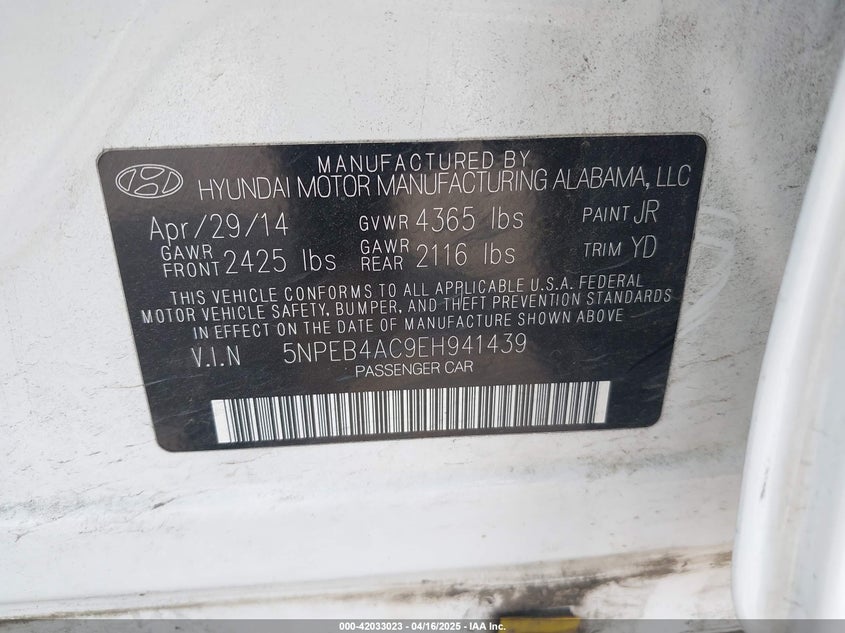 MANUFACTURED BY
HYUNDAI MOTOR MANUFACTURING ALABAMA, LLC
Apr/29/14 GVWR 4365 lbs PAINT JR
GAWR FRONT 2425 lbs GAWR REAR 2116 lbs TRIM YD
THIS VEHICLE CONFORMS TO ALL APPLICABLE U.S.A. FEDERAL
MOTOR VEHICLE SAFETY, BUMPER, AND THEFT PREVENTION STANDARDS
IN EFFECT ON THE DATE OF MANUFACTURE SHOWN ABOVE
V.I.N 5NPEB4AC9EH941439
PASSENGER CAR
000-42033023 - 04/16/2025 - IAA Inc.